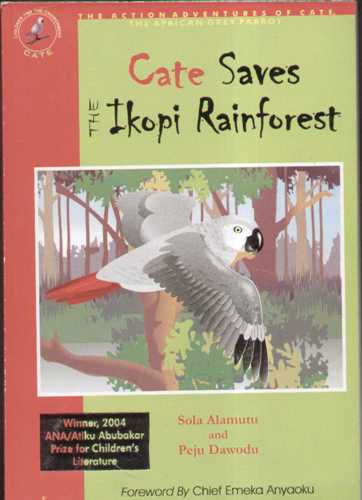 THE ACTION ADVENTURES OF CATE,
THE AFRICAN GREY PARROT
CATE
Cate Saves
THE Ikopi Rainforest
Winner, 2004
ANA/Atiku Abubakar
Prize for Children's
Literature
Sola Alamutu
and
Peju Dawodu
Foreword By Chief Emeka Anyaoku